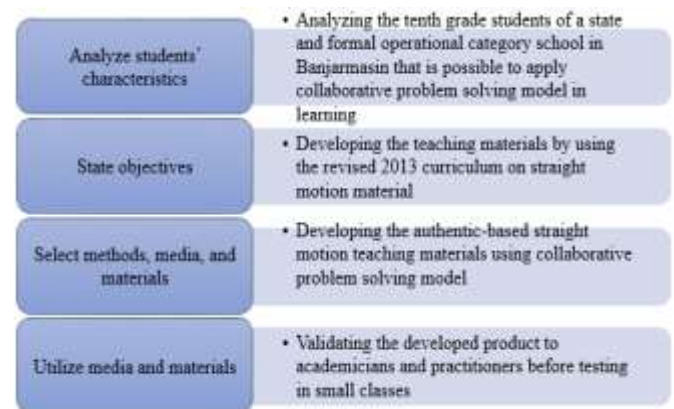 Analyze students'
characteristics
• Analyzing the tenth grade students of a state
and formal operational category school in
Banjarmasin that is possible to apply
collaborative problem solving model in
learning
State objectives
• Developing the teaching materials by using
the revised 2013 curriculum on straight
motion material
Select methods, media, and
materials
• Developing the authentic-based straight
motion teaching materials using collaborative
problem solving model
Utilize media and materials
• Validating the developed product to
academicians and practitioners before testing
in small classes